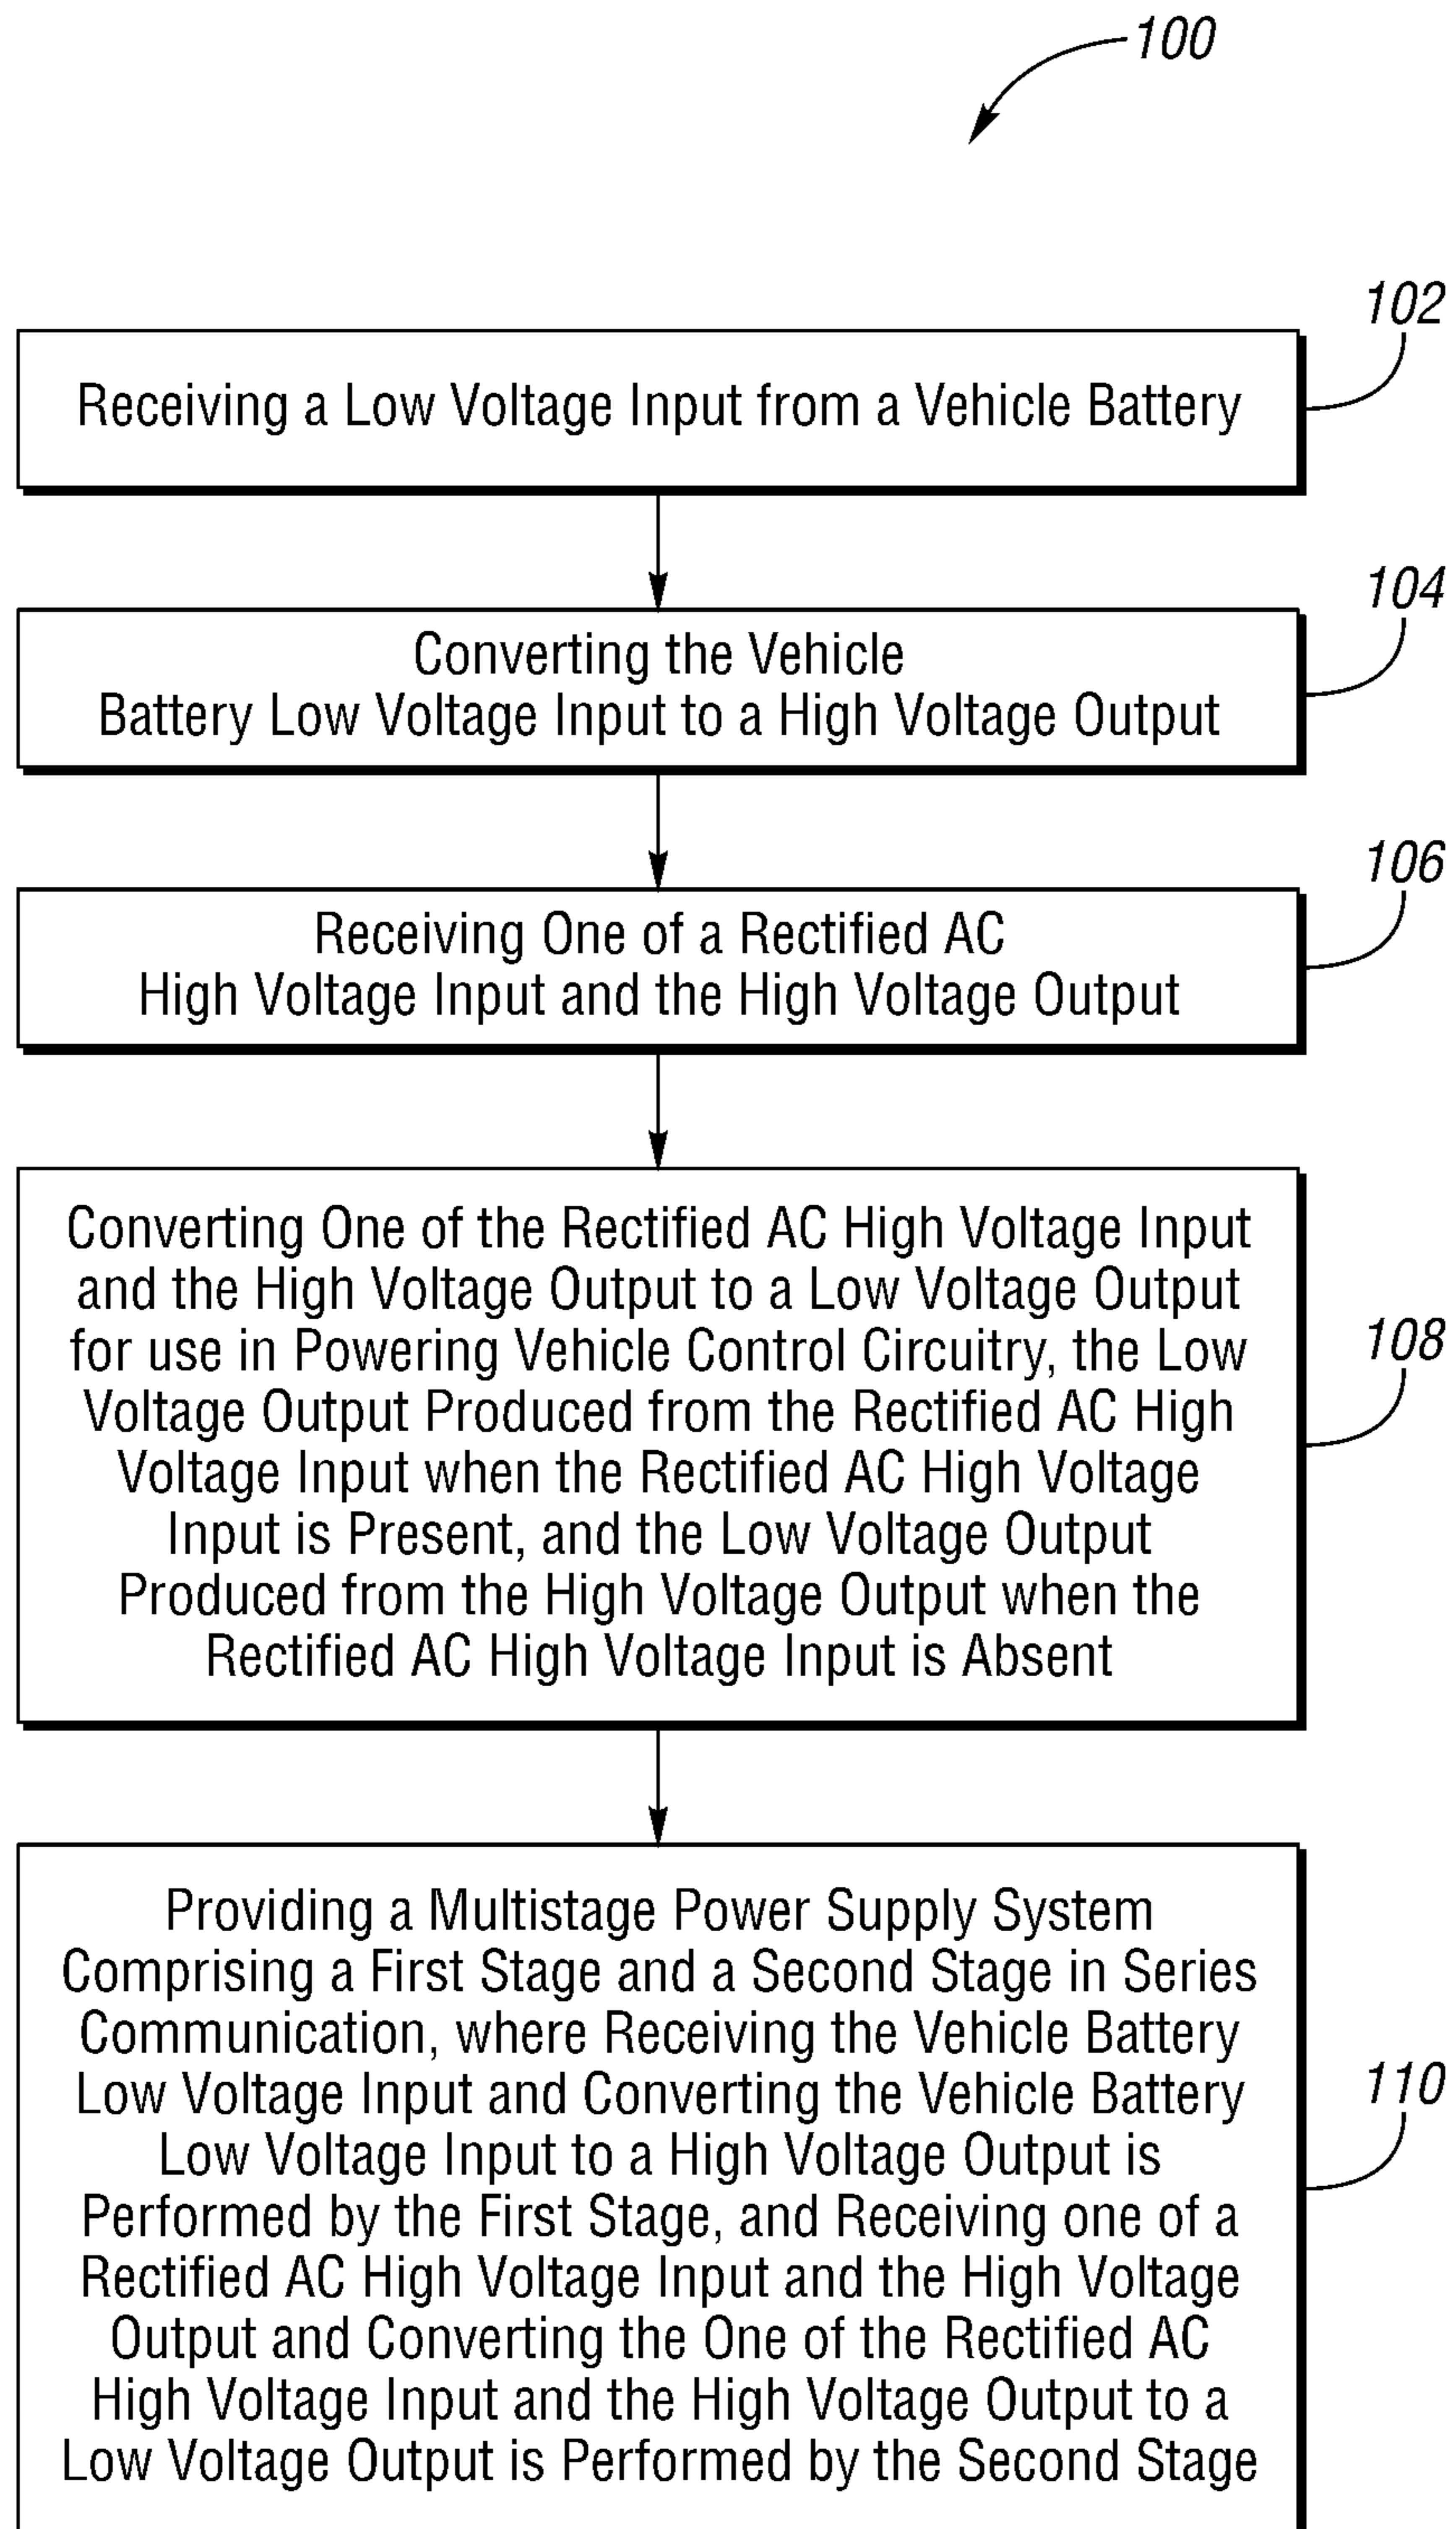 100
102
Receiving a Low Voltage Input from a Vehicle Battery
104
Converting the Vehicle
Battery Low Voltage Input to a High Voltage Output
106
Receiving One of a Rectified AC
High Voltage Input and the High Voltage Output
Converting One of the Rectified AC High Voltage Input
and the High Voltage Output to a Low Voltage Output
for use in Powering Vehicle Control Circuitry, the Low
Voltage Output Produced from the Rectified AC High
Voltage Input when the Rectified AC High Voltage
Input is Present, and the Low Voltage Output
Produced from the High Voltage Output when the
Rectified AC High Voltage Input is Absent
108
Providing a Multistage Power Supply System
Comprising a First Stage and a Second Stage in Series
Communication, where Receiving the Vehicle Battery
Low Voltage Input and Converting the Vehicle Battery
Low Voltage Input to a High Voltage Output is
Performed by the First Stage, and Receiving one of a
Rectified AC High Voltage Input and the High Voltage
Output and Converting the One of the Rectified AC
High Voltage Input and the High Voltage Output to a
Low Voltage Output is Performed by the Second Stage
110